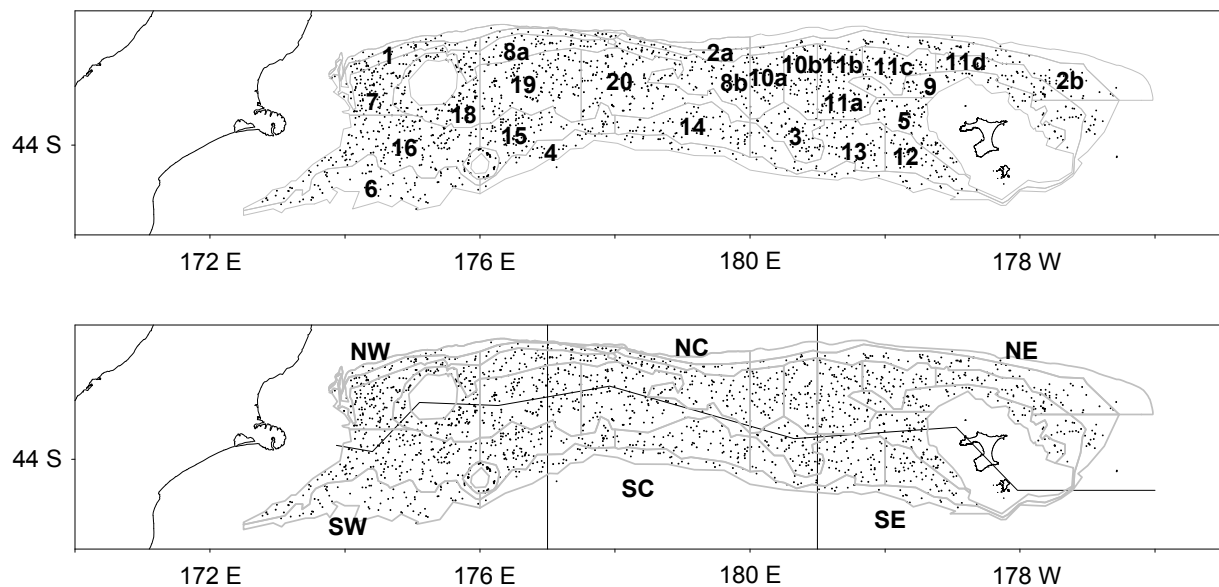 1 8a 2a 10b 11b 11c 11d
7 19 20 8b 10a 11a 9 2b
18
16 15 14 3 5
44 S
4 13 12
6
172 E 176 E 180 E 178 W
NW NC NE
44 S
SW SC SE
172 E 176 E 180 E 178 W